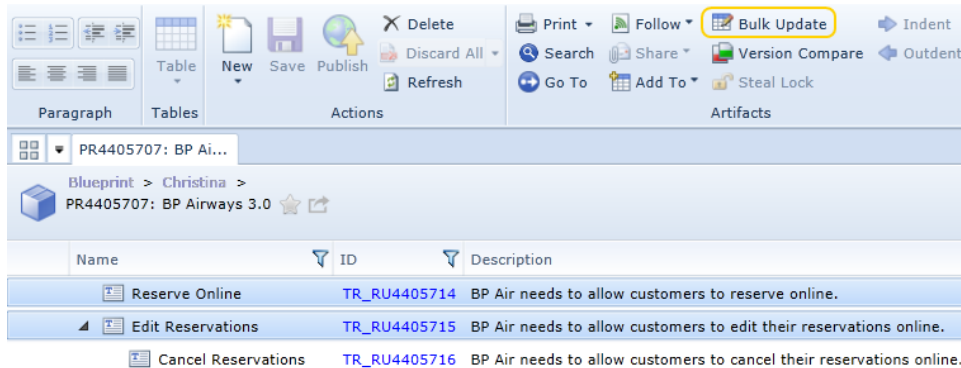 Delete Print Follow Bulk Update Indent
Table New Save Publish Discard All Search Share Version Compare Outdent
Refresh Go To Add To Steal Lock
Paragraph Tables Actions Artifacts
PR4405707: BP Ai...
Blueprint > Christina >
PR4405707: BP Airways 3.0
Name ID Description
Reserve Online TR_RU4405714 BP Air needs to allow customers to reserve online.
Edit Reservations TR_RU4405715 BP Air needs to allow customers to edit their reservations online.
Cancel Reservations TR_RU4405716 BP Air needs to allow customers to cancel their reservations online.